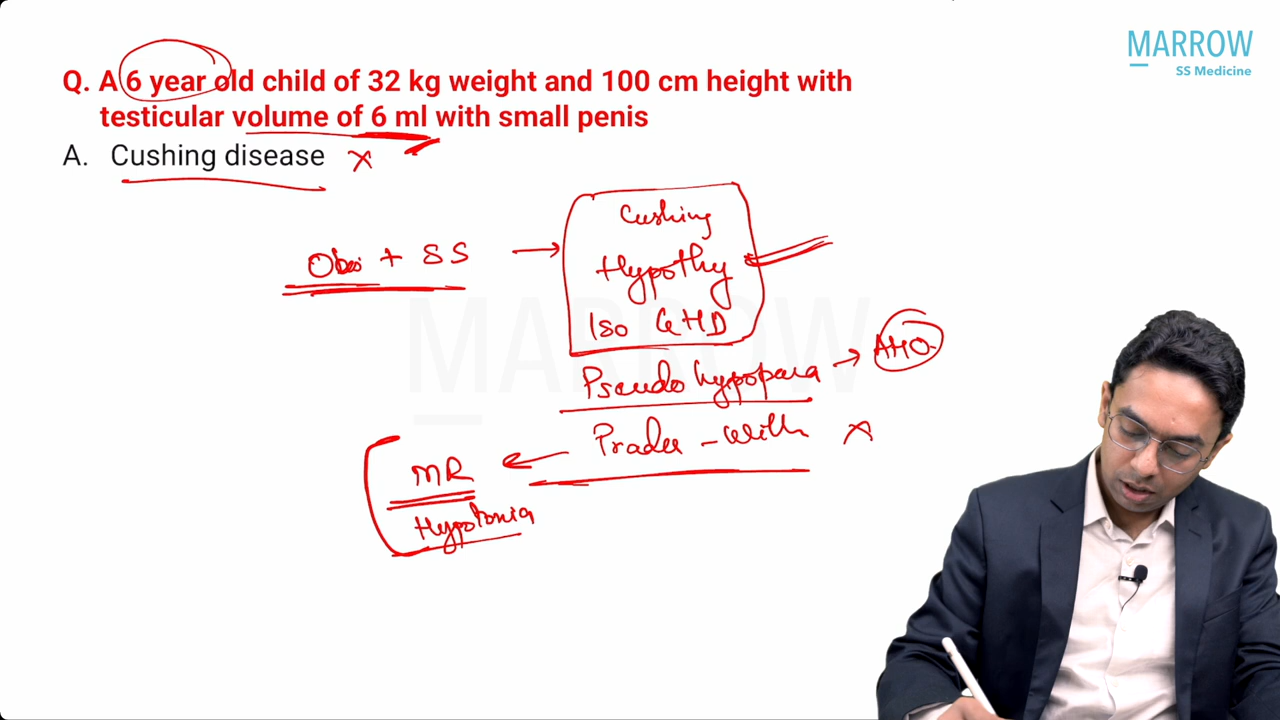 MARROW
SS Medicine
Q. A 6 year old child of 32 kg weight and 100 cm height with
testicular volume of 6 ml with small penis
A. Cushing disease ×
Obes + SS → Cushing
Hypothy
Iso GHD
Pseudo hypopara → AHO
Prader - Willi ×
MR
Hypotonia
MARROW